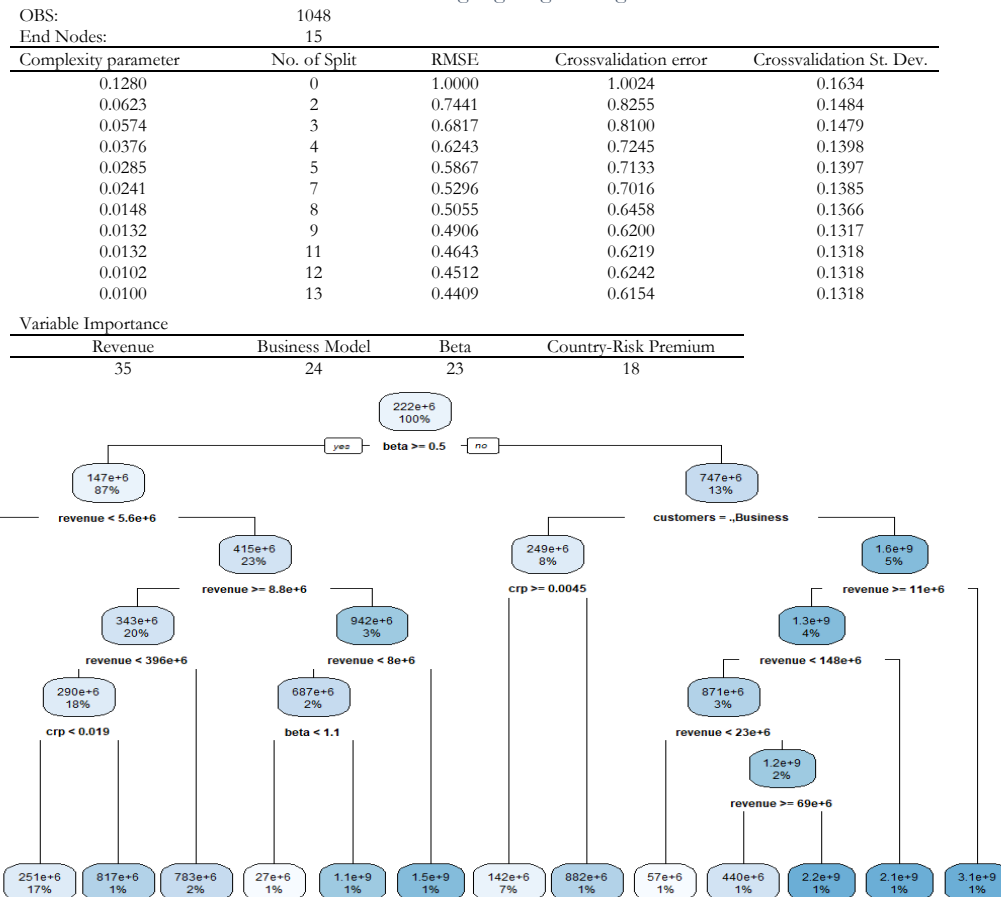 OBS: 1048
End Nodes: 15
Complexity parameter No. of Split RMSE Crossvalidation error Crossvalidation St. Dev.
0.1280 0 1.0000 1.0024 0.1634
0.0623 2 0.7441 0.8255 0.1484
0.0574 3 0.6817 0.8100 0.1479
0.0376 4 0.6243 0.7245 0.1398
0.0285 5 0.5867 0.7133 0.1397
0.0241 7 0.5296 0.7016 0.1385
0.0148 8 0.5055 0.6458 0.1366
0.0132 9 0.4906 0.6200 0.1317
0.0132 11 0.4643 0.6219 0.1318
0.0102 12 0.4512 0.6242 0.1318
0.0100 13 0.4409 0.6154 0.1318
Variable Importance
Revenue Business Model Beta Country-Risk Premium
35 24 23 18
222e+6
100%
yes beta >= 0.5 no
147e+6 747e+6
87% 13%
revenue < 5.6e+6 customers = .,Business
415e+6 249e+6 1.6e+9
23% 8% 5%
revenue >= 8.8e+6 crp >= 0.0045 revenue >= 11e+6
343e+6 942e+6 1.3e+9
20% 3% 4%
revenue < 396e+6 revenue < 8e+6 revenue < 148e+6
290e+6 687e+6 871e+6
18% 2% 3%
crp < 0.019 beta < 1.1 revenue < 23e+6
1.2e+9
2%
revenue >= 69e+6
251e+6 817e+6 783e+6 27e+6 1.1e+9 1.5e+9 142e+6 882e+6 57e+6 440e+6 2.2e+9 2.1e+9 3.1e+9
17% 1% 2% 1% 1% 1% 7% 1% 1% 1% 1% 1% 1%